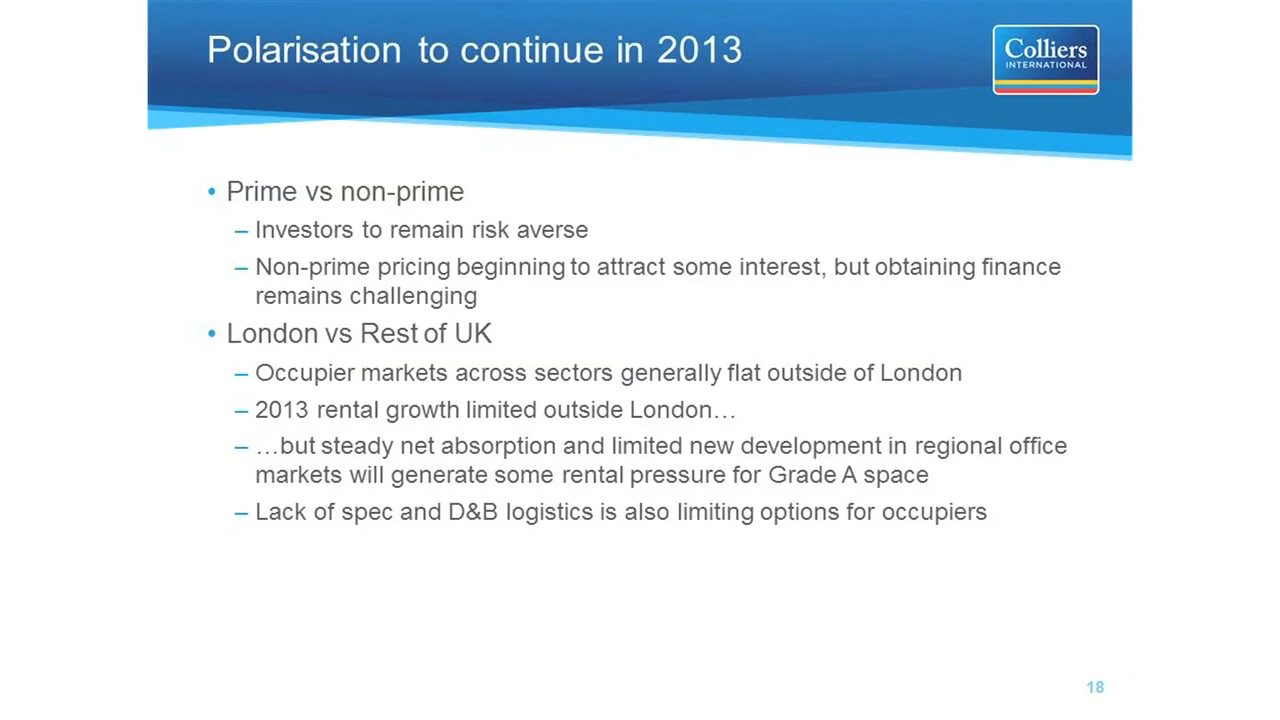 Polarisation to continue in 2013
Colliers
INTERNATIONAL
• Prime vs non-prime
– Investors to remain risk averse
– Non-prime pricing beginning to attract some interest, but obtaining finance
remains challenging
• London vs Rest of UK
– Occupier markets across sectors generally flat outside of London
– 2013 rental growth limited outside London…
– …but steady net absorption and limited new development in regional office
markets will generate some rental pressure for Grade A space
– Lack of spec and D&B logistics is also limiting options for occupiers
18